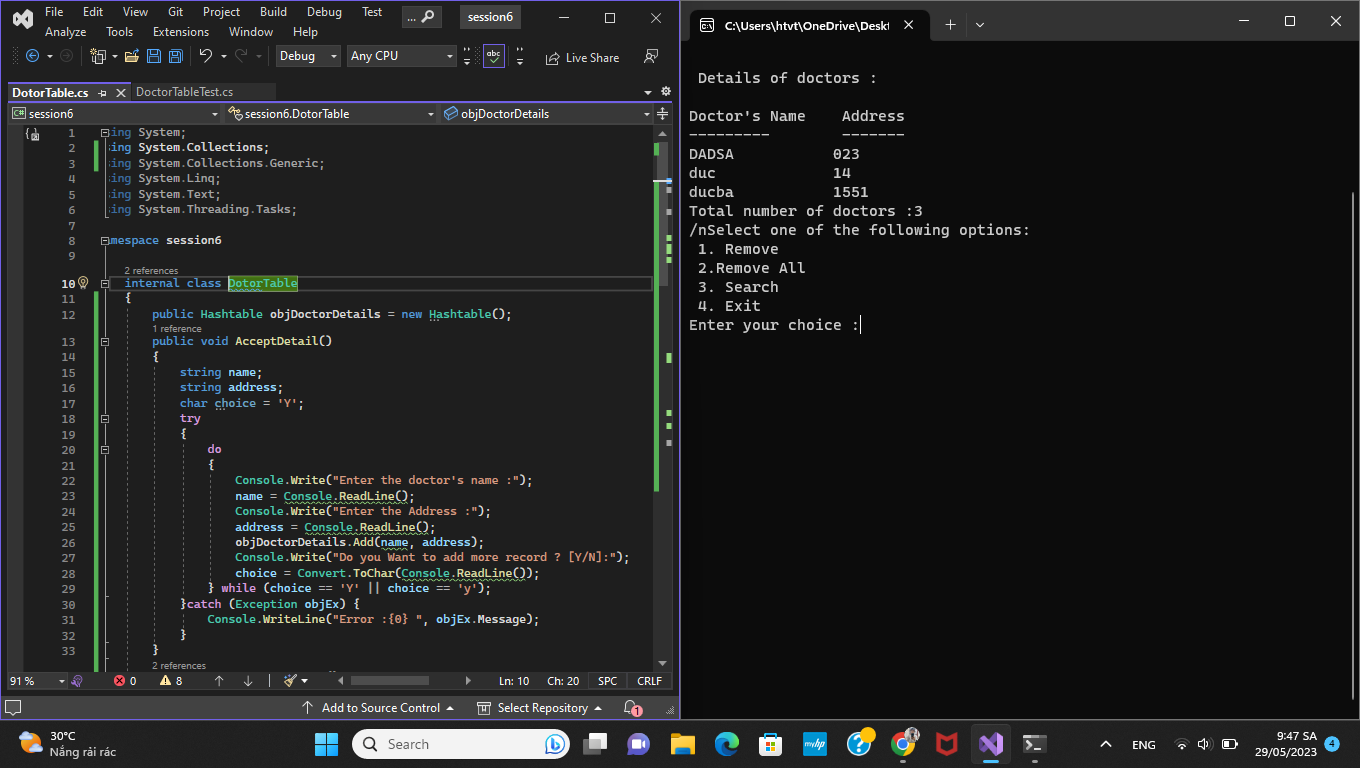 File Edit View Git Project Build Debug Test ... session6
Analyze Tools Extensions Window Help
Debug Any CPU abc Live Share
DotorTable.cs DoctorTableTest.cs
C# session6 session6.DotorTable objDoctorDetails
1 ing System;
2 ing System.Collections;
3 ing System.Collections.Generic;
4 ing System.Linq;
5 ing System.Text;
6 ing System.Threading.Tasks;
7
8 mespace session6
9
2 references
10 internal class DotorTable
11 {
12 public Hashtable objDoctorDetails = new Hashtable();
1 reference
13 public void AcceptDetail()
14 {
15 string name;
16 string address;
17 char choice = 'Y';
18 try
19 {
20 do
21 {
22 Console.Write("Enter the doctor's name :");
23 name = Console.ReadLine();
24 Console.Write("Enter the Address :");
25 address = Console.ReadLine();
26 objDoctorDetails.Add(name, address);
27 Console.Write("Do you Want to add more record ? [Y/N]:");
28 choice = Convert.ToChar(Console.ReadLine());
29 } while (choice == 'Y' || choice == 'y');
30 }catch (Exception objEx) {
31 Console.WriteLine("Error :{0} ", objEx.Message);
32 }
33 }
2 references
91 % 0 8 Ln: 10 Ch: 20 SPC CRLF
Add to Source Control Select Repository 1
C:\Users\htvt\OneDrive\Deskt
Details of doctors :
Doctor's Name Address
--------- -------
DADSA 023
duc 14
ducba 1551
Total number of doctors :3
/nSelect one of the following options:
1. Remove
2.Remove All
3. Search
4. Exit
Enter your choice :
30°C
Nắng rải rác
Search
myhp
ENG
9:47 SA
29/05/2023
4